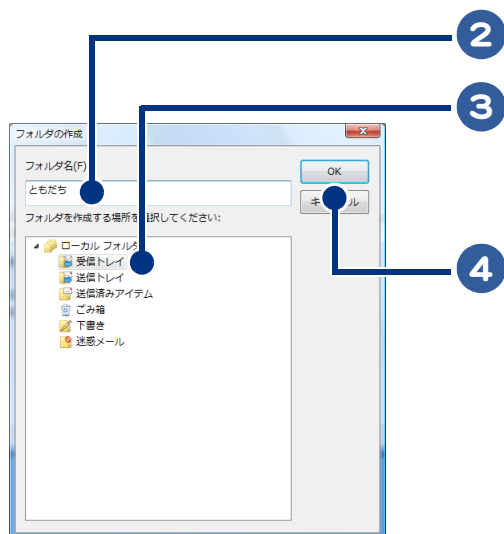 2
3
フォルダの作成
フォルダ名(F)
OK
ともだち
フォルダを作成する場所を選択してください:
ローカル フォルダ
受信トレイ
4
送信トレイ
送信済みアイテム
ごみ箱
下書き
迷惑メール